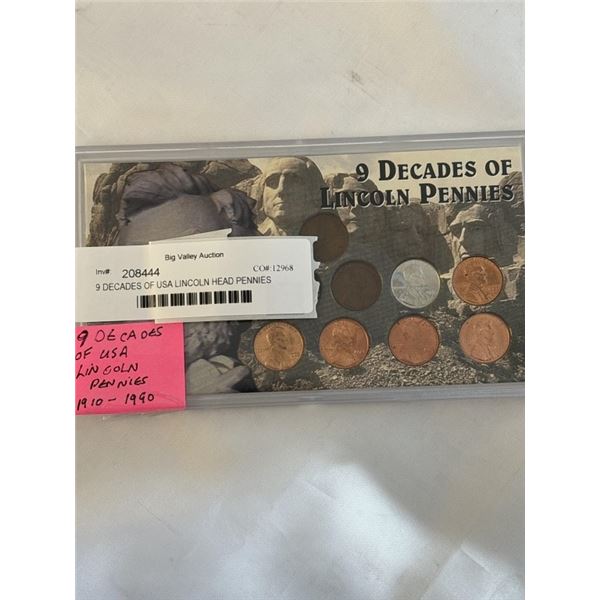 9 DECADES OF
LINCOLN PENNIES
Big Valley Auction
Inv# 208444 CO#:12968
9 DECADES OF USA LINCOLN HEAD PENNIES
9 DECADES
OF USA
LINCOLN
PENNIES
1910 - 1990